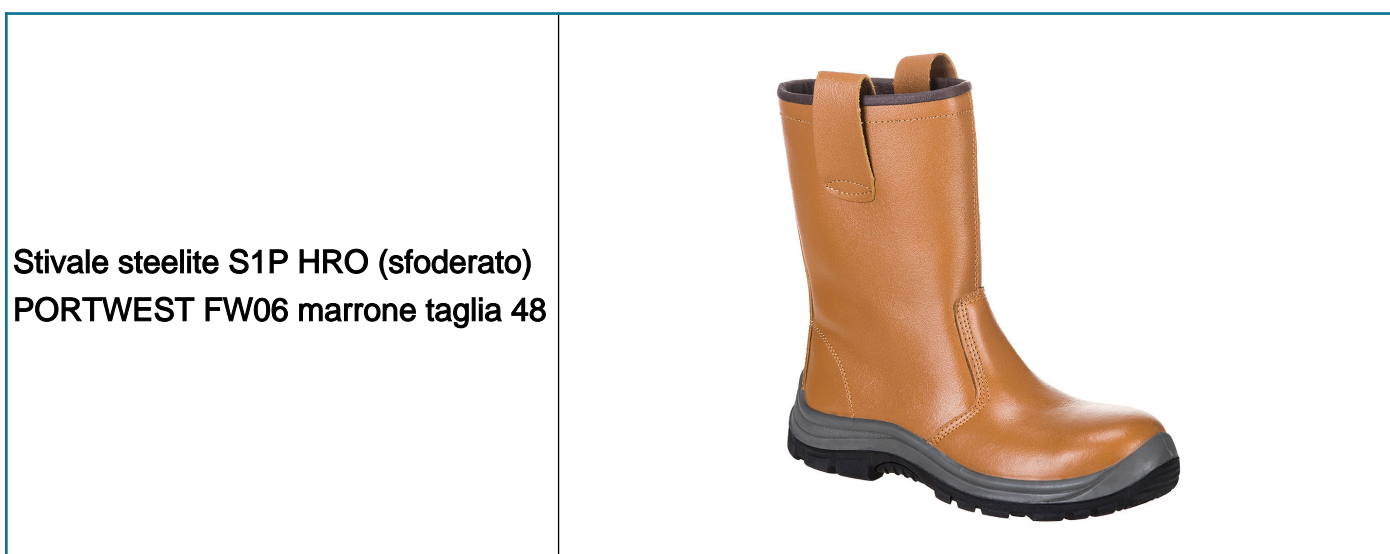 Stivale steelite S1P HRO (sfoderato)
PORTWEST FW06 marrone taglia 48